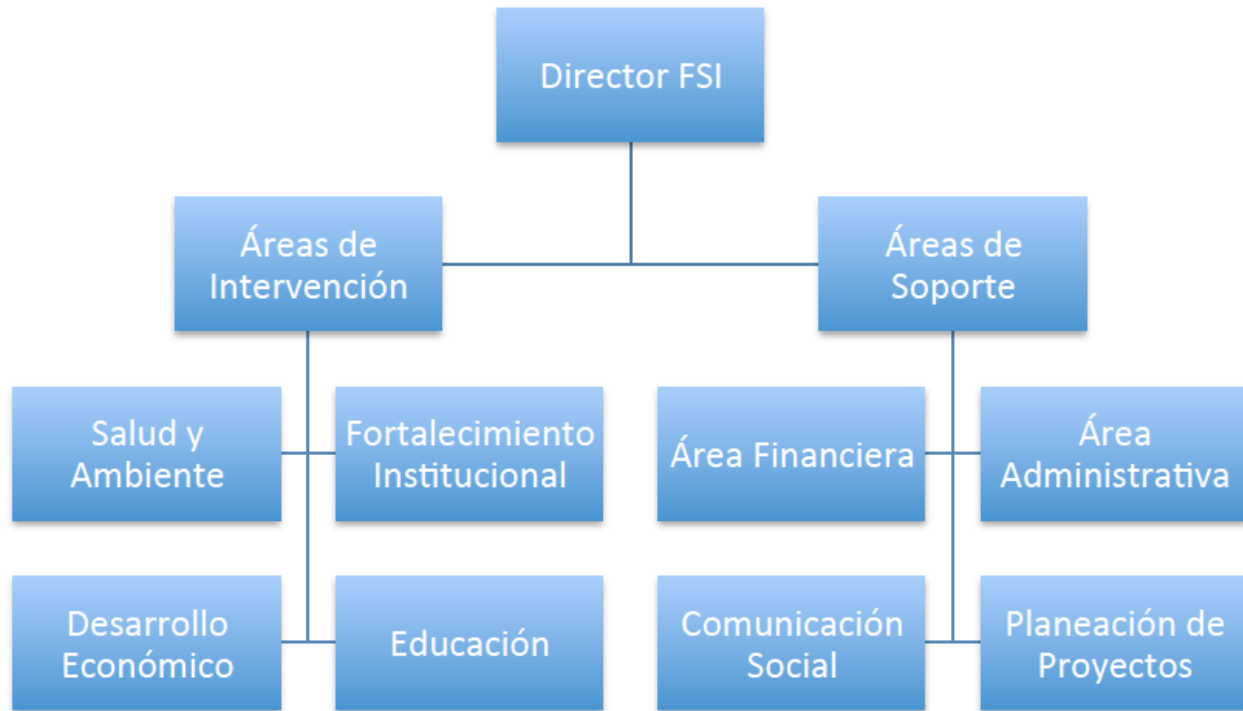 Director FSI
Áreas de
Intervención
Áreas de
Soporte
Salud y
Ambiente
Fortalecimiento
Institucional
Área Financiera
Área
Administrativa
Desarrollo
Económico
Educación
Comunicación
Social
Planeación de
Proyectos